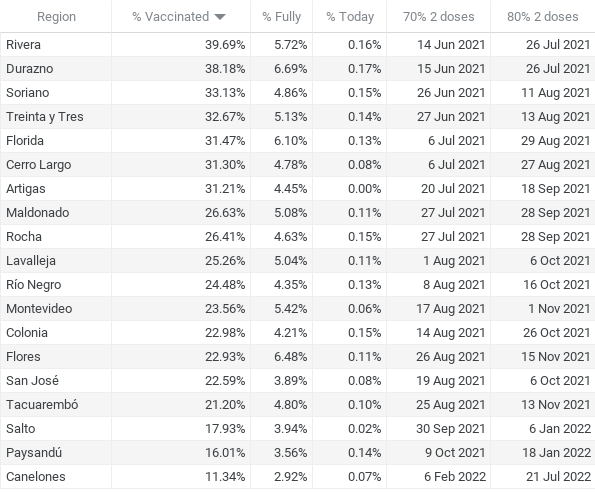 Region % Vaccinated % Fully % Today 70% 2 doses 80% 2 doses
Rivera 39.69% 5.72% 0.16% 14 Jun 2021 26 Jul 2021
Durazno 38.18% 6.69% 0.17% 15 Jun 2021 26 Jul 2021
Soriano 33.13% 4.86% 0.15% 26 Jun 2021 11 Aug 2021
Treinta y Tres 32.67% 5.13% 0.14% 27 Jun 2021 13 Aug 2021
Florida 31.47% 6.10% 0.13% 6 Jul 2021 29 Aug 2021
Cerro Largo 31.30% 4.78% 0.08% 6 Jul 2021 27 Aug 2021
Artigas 31.21% 4.45% 0.00% 20 Jul 2021 18 Sep 2021
Maldonado 26.63% 5.08% 0.11% 27 Jul 2021 28 Sep 2021
Rocha 26.41% 4.63% 0.15% 27 Jul 2021 28 Sep 2021
Lavalleja 25.26% 5.04% 0.11% 1 Aug 2021 6 Oct 2021
Río Negro 24.48% 4.35% 0.13% 8 Aug 2021 16 Oct 2021
Montevideo 23.56% 5.42% 0.06% 17 Aug 2021 1 Nov 2021
Colonia 22.98% 4.21% 0.15% 14 Aug 2021 26 Oct 2021
Flores 22.93% 6.48% 0.11% 26 Aug 2021 15 Nov 2021
San José 22.59% 3.89% 0.08% 19 Aug 2021 6 Oct 2021
Tacuarembó 21.20% 4.80% 0.10% 25 Aug 2021 13 Nov 2021
Salto 17.93% 3.94% 0.02% 30 Sep 2021 6 Jan 2022
Paysandú 16.01% 3.56% 0.14% 9 Oct 2021 18 Jan 2022
Canelones 11.34% 2.92% 0.07% 6 Feb 2022 21 Jul 2022